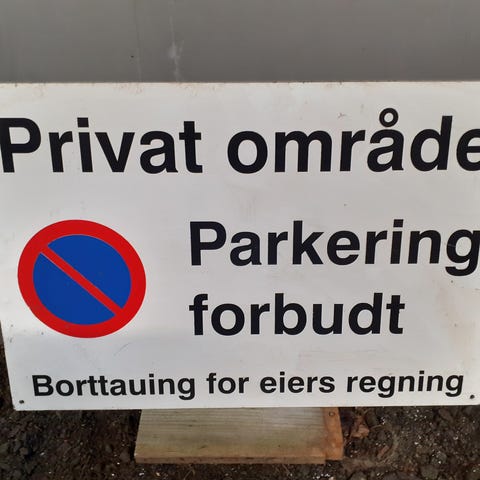 Privat område
Parkering
forbudt
Borttauing for eiers regning